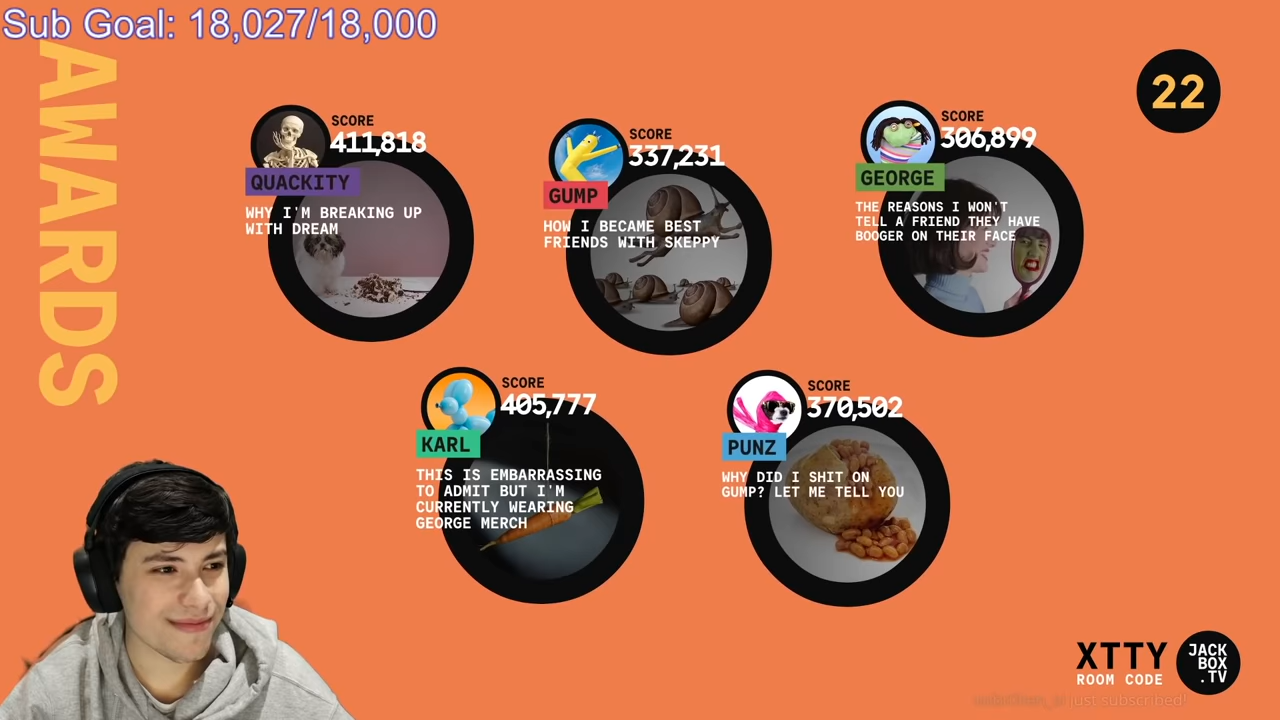 Sub Goal: 18,027/18,000
AWARDS
22
SCORE
411,818
QUACKITY
WHY I'M BREAKING UP
WITH DREAM
SCORE
337,231
GUMP
HOW I BECAME BEST
FRIENDS WITH SKEPPY
SCORE
306,899
GEORGE
THE REASONS I WON'T
TELL A FRIEND THEY HAVE
BOOGER ON THEIR FACE
SCORE
405,777
KARL
THIS IS EMBARRASSING
TO ADMIT BUT I'M
CURRENTLY WEARING
GEORGE MERCH
SCORE
370,502
PUNZ
WHY DID I SHIT ON
GUMP? LET ME TELL YOU
XTTY
ROOM CODE
JACK
BOX
.TV
just subscribed!